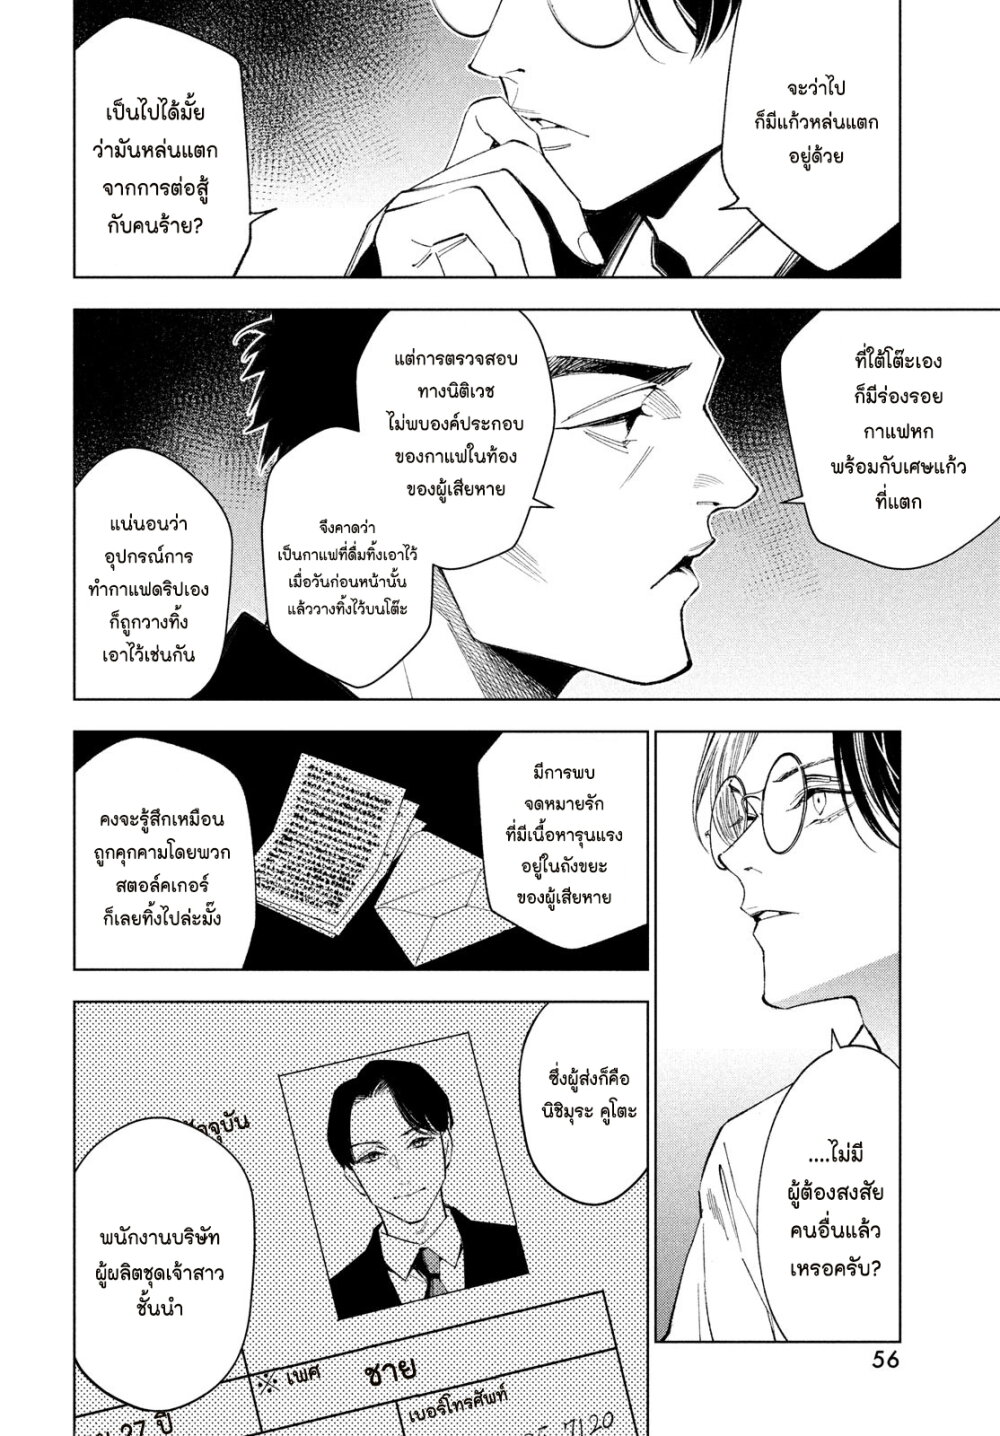 จะว่าไป
ก็มีแก้วหล่นแตก
อยู่ด้วย
เป็นไปได้มั้ย
ว่ามันหล่นแตก
จากการต่อสู้
กับคนร้าย?
ที่ใต้โต๊ะเอง
ก็มีร่องรอย
กาแฟหก
พร้อมกับเศษแก้ว
ที่แตก
แต่การตรวจสอบ
ทางนิติเวช
ไม่พบองค์ประกอบ
ของกาแฟในท้อง
ของผู้เสียหาย
จึงคาดว่า
เป็นกาแฟที่ดื่มทิ้งเอาไว้
เมื่อวันก่อนหน้านั้น
แล้ววางทิ้งไว้บนโต๊ะ
แน่นอนว่า
อุปกรณ์การ
ทำกาแฟดริปเอง
ก็ถูกวางทิ้ง
เอาไว้เช่นกัน
....ไม่มี
ผู้ต้องสงสัย
คนอื่นแล้ว
เหรอครับ?
มีการพบ
จดหมายรัก
ที่มีเนื้อหารุนแรง
อยู่ในถังขยะ
ของผู้เสียหาย
คงจะรู้สึกเหมือน
ถูกคุกคามโดยพวก
สตอล์คเกอร์
ก็เลยทิ้งไปล่ะมั้ง
ซึ่งผู้ส่งก็คือ
นิชิมุระ คูโตะ
พนักงานบริษัท
ผู้ผลิตชุดเจ้าสาว
ชั้นนำ
※ เพศ ชาย
เบอร์โทรศัพท์
27 ปี
7120
56